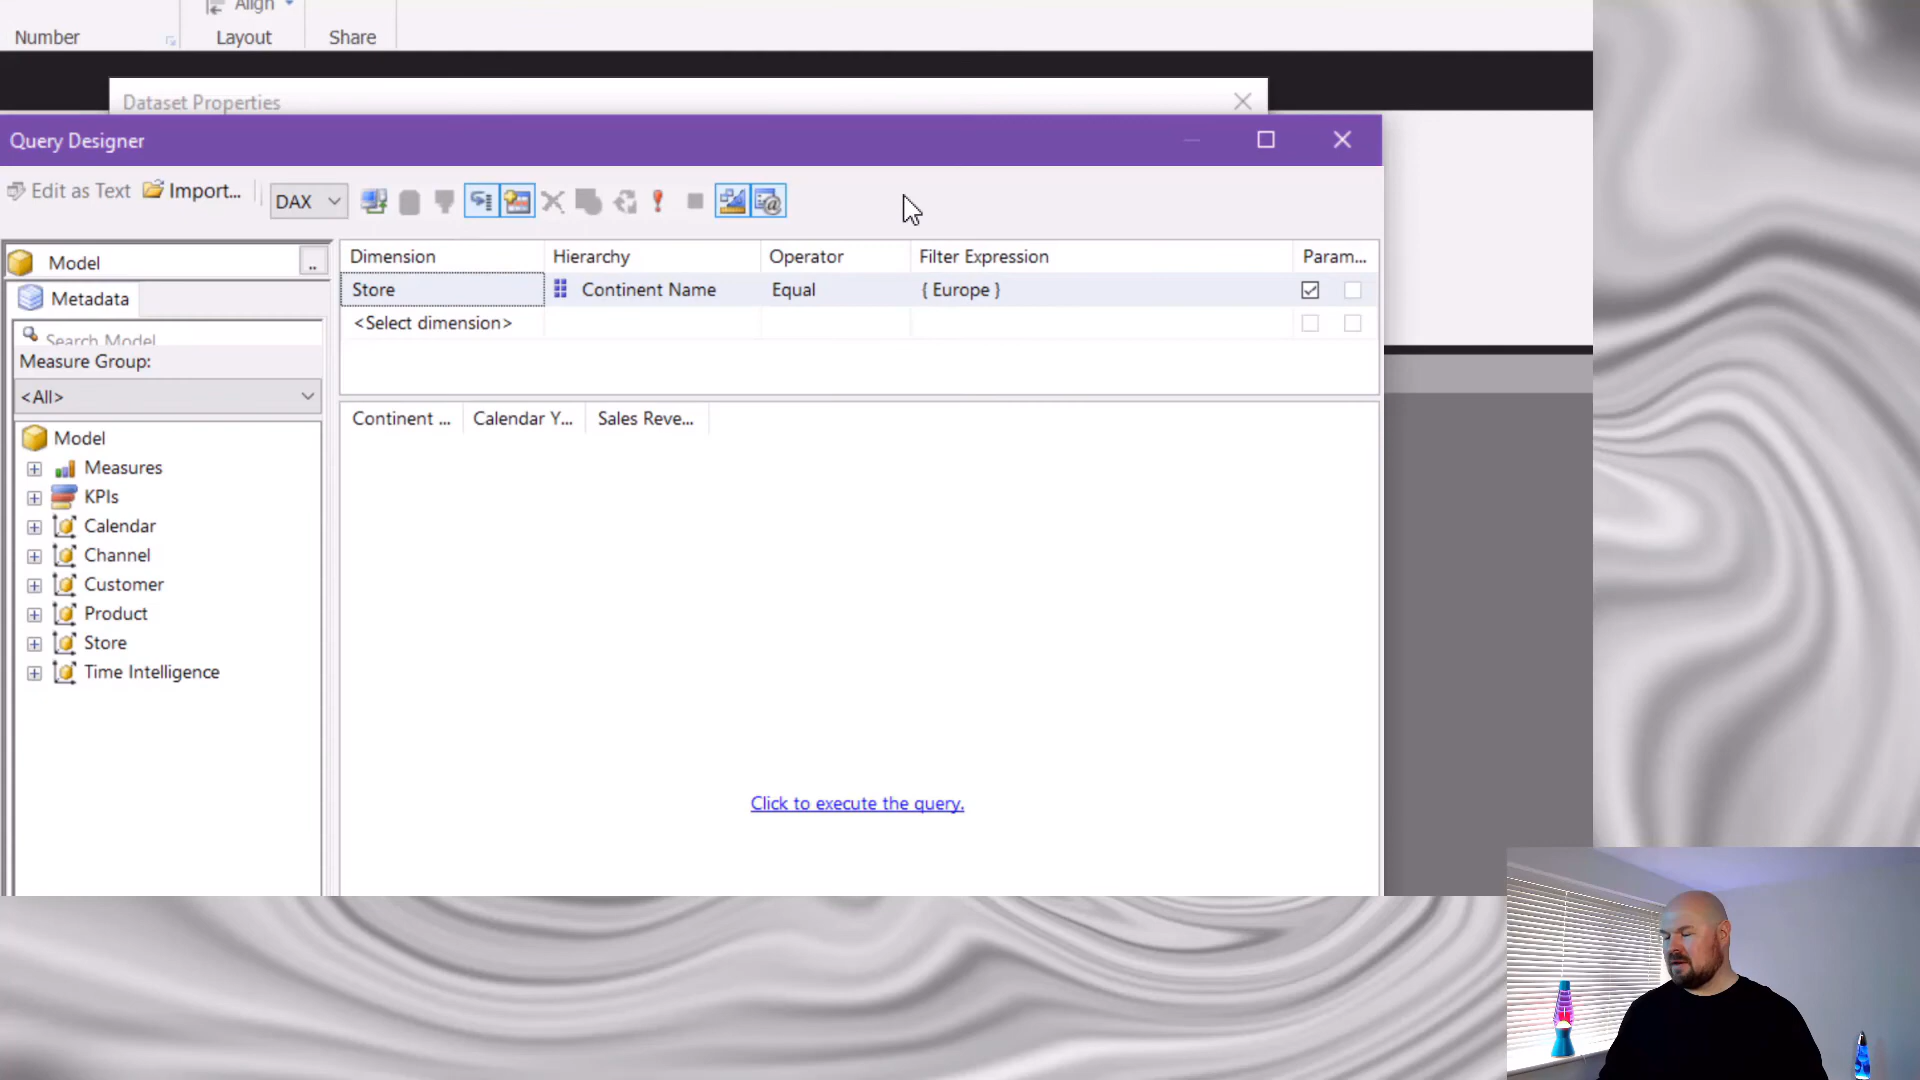 Align
Number
Layout
Share
Dataset Properties
Query Designer
Edit as Text
Import...
DAX
Model
..
Dimension
Hierarchy
Operator
Filter Expression
Param...
Store
Continent Name
Equal
{ Europe }
<Select dimension>
Metadata
Search Model
Measure Group:
<All>
Continent ...
Calendar Y...
Sales Reve...
Model
Measures
KPIs
Calendar
Channel
Customer
Product
Store
Time Intelligence
Click to execute the query.